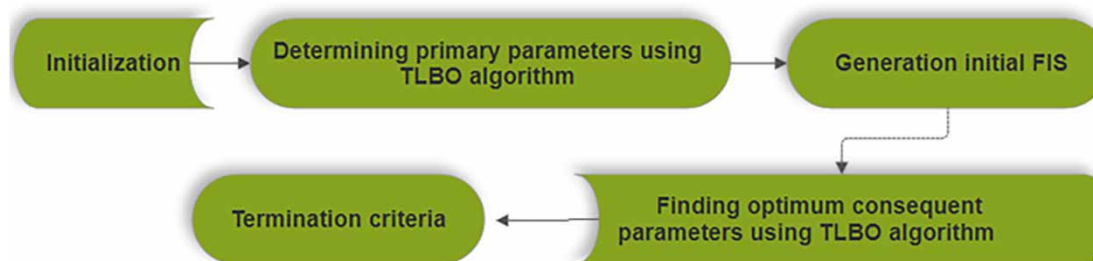 Initialization
Determining primary parameters using
TLBO algorithm
Generation initial FIS
Finding optimum consequent
parameters using TLBO algorithm
Termination criteria